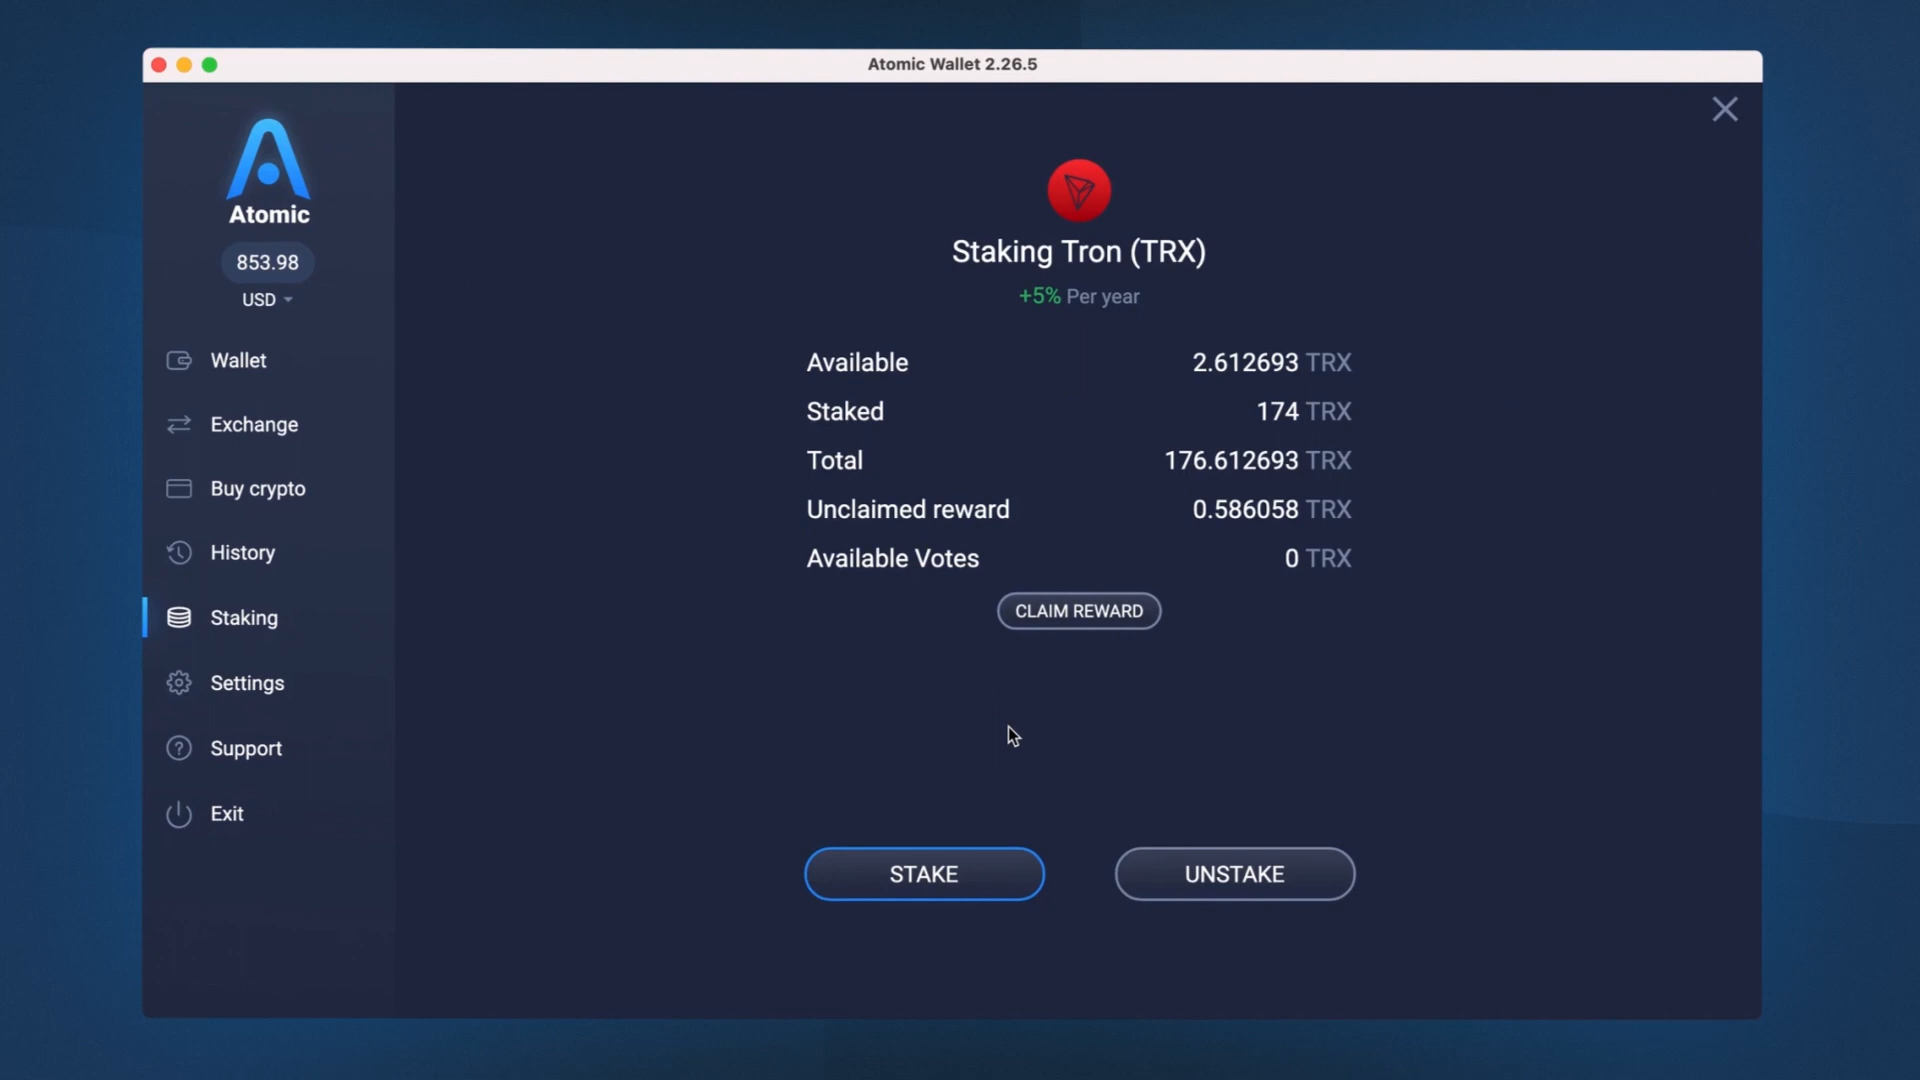 Atomic Wallet 2.26.5
Atomic
853.98
USD
Wallet
Exchange
Buy crypto
History
Staking
Settings
Support
Exit
Staking Tron (TRX)
+5% Per year
Available 2.612693 TRX
Staked 174 TRX
Total 176.612693 TRX
Unclaimed reward 0.586058 TRX
Available Votes 0 TRX
CLAIM REWARD
STAKE UNSTAKE